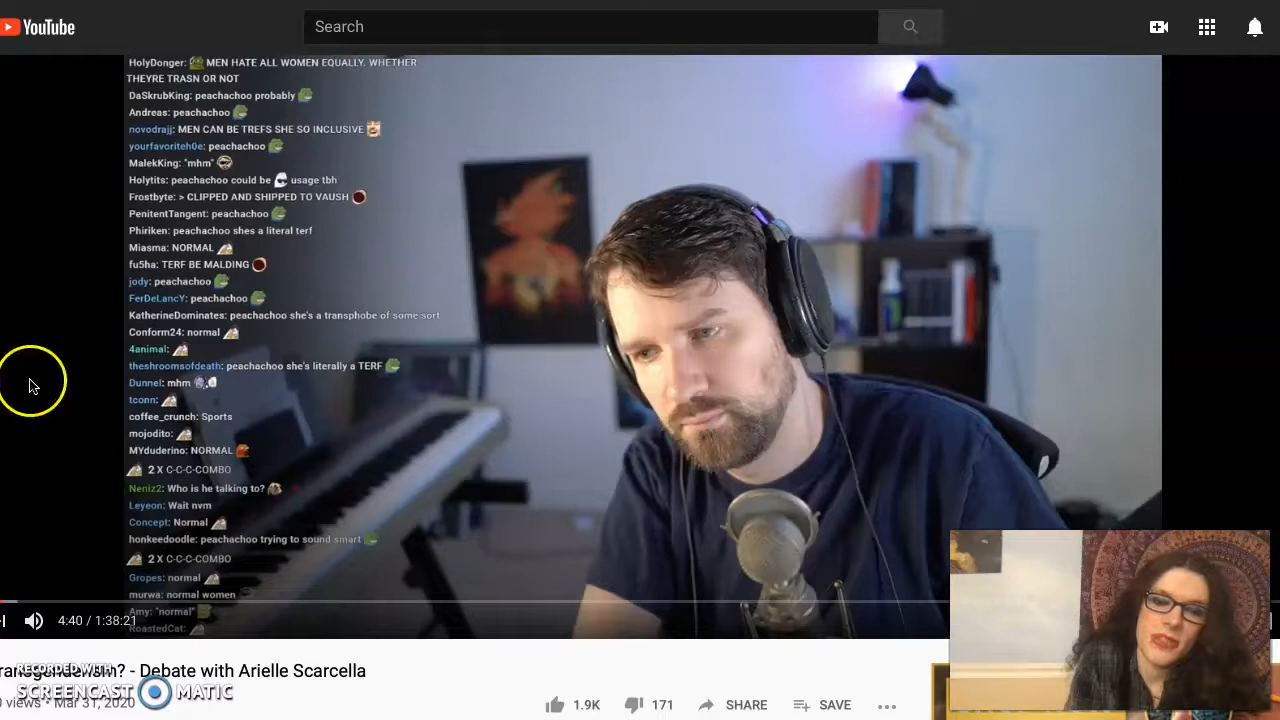 YouTube
Search
HolyDonger: MEN HATE ALL WOMEN EQUALLY. WHETHER
THEYRE TRASN OR NOT
DaSkrubKing: peachachoo probably
Andreas: peachachoo
novodrajj: MEN CAN BE TREFS SHE SO INCLUSIVE
yourfavoriteh0e: peachachoo
MalekKing: "mhm"
Holytits: peachachoo could be usage tbh
Frostbyte: > CLIPPED AND SHIPPED TO VAUSH
PenitentTangent: peachachoo
Phiriken: peachachoo shes a literal terf
Miasma: NORMAL
fu5ha: TERF BE MALDING
jody: peachachoo
FerDeLancY: peachachoo
KatherineDominates: peachachoo she's a transphobe of some sort
Conform24: normal
4animal:
theshroomsofdeath: peachachoo she's literally a TERF
Dunnel: mhm
tconn:
coffee_crunch: Sports
mojodito:
MYduderino: NORMAL
2 X C-C-C-COMBO
Neniz2: Who is he talking to?
Leyeon: Wait nvm
Concept: Normal
honkeedoodle: peachachoo trying to sound smart
2 X C-C-C-COMBO
Gropes: normal
murwa: normal women
Amy: "normal"
RoastedCat:
4:40 / 1:38:21
ransgenderism? - Debate with Arielle Scarcella
RECORDED WITH
SCREENCAST MATIC
views • Mar 31, 2020
1.9K
171
SHARE
SAVE